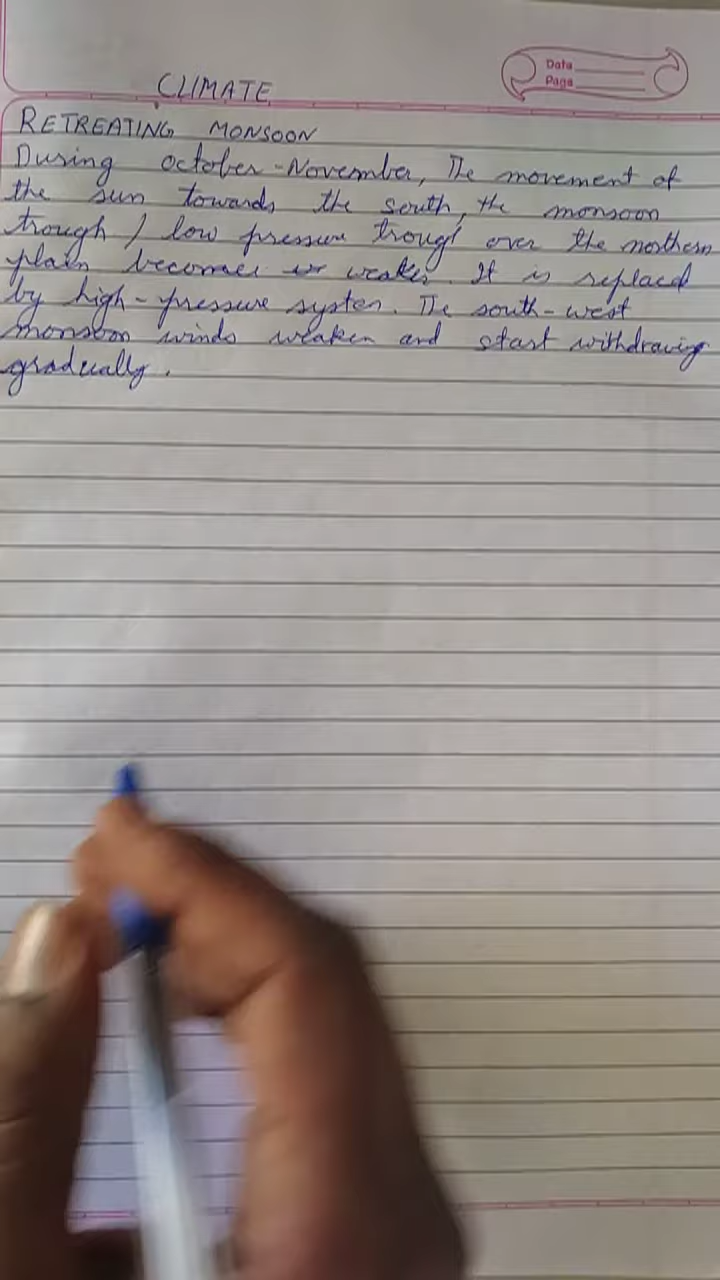 Data
Page
CLIMATE
RETREATING MONSOON
During october-November, The movement of
the sun towards the south, the monsoon
trough / low pressure trough over the northern
plain becomes weaker. It is replaced
by high-pressure system. The south-west
monsoon winds weaken and start withdrawing
gradually.